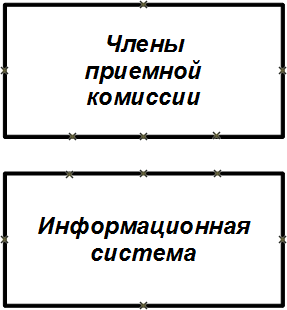 Члены
приемной
комиссии
Информационная
система